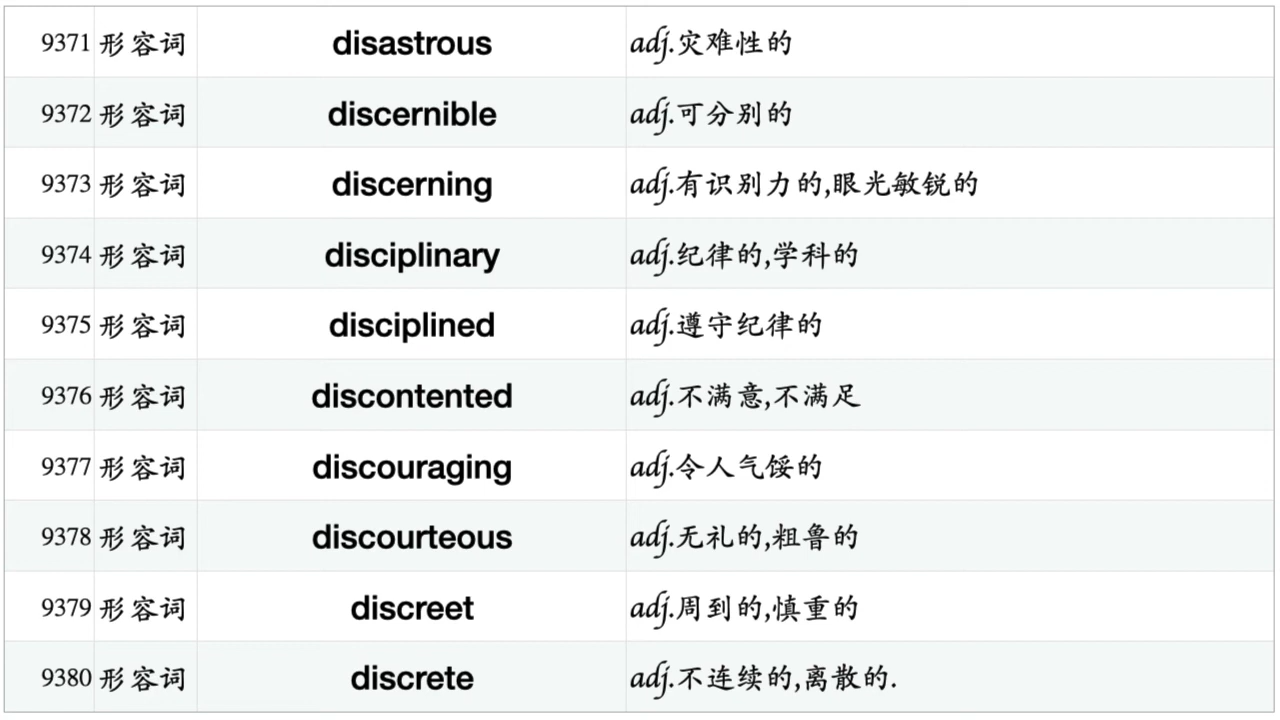 9371 形容词 disastrous adj.灾难性的
9372 形容词 discernible adj.可分别的
9373 形容词 discerning adj.有识别力的,眼光敏锐的
9374 形容词 disciplinary adj.纪律的,学科的
9375 形容词 disciplined adj.遵守纪律的
9376 形容词 discontented adj.不满意,不满足
9377 形容词 discouraging adj.令人气馁的
9378 形容词 discourteous adj.无礼的,粗鲁的
9379 形容词 discreet adj.周到的,慎重的
9380 形容词 discrete adj.不连续的,离散的.